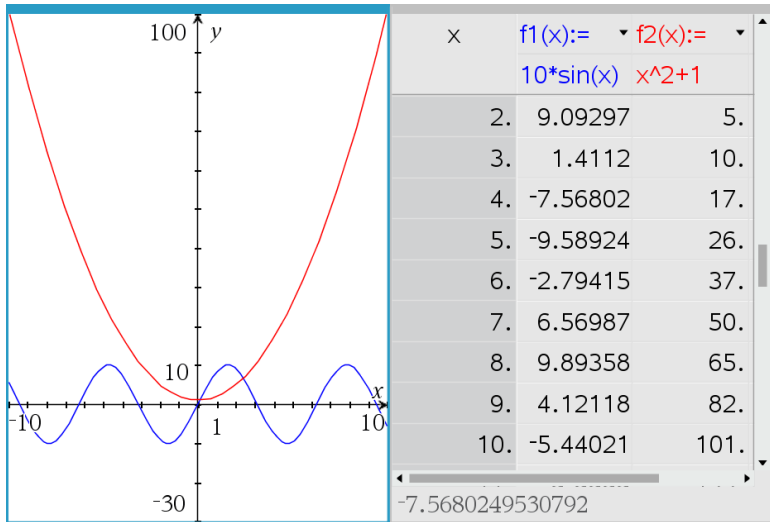 100 y
10
x
-10 1 10
-30
x f1(x):= f2(x):=
10*sin(x) x^2+1
2. 9.09297 5.
3. 1.4112 10.
4. -7.56802 17.
5. -9.58924 26.
6. -2.79415 37.
7. 6.56987 50.
8. 9.89358 65.
9. 4.12118 82.
10. -5.44021 101.
-7.5680249530792